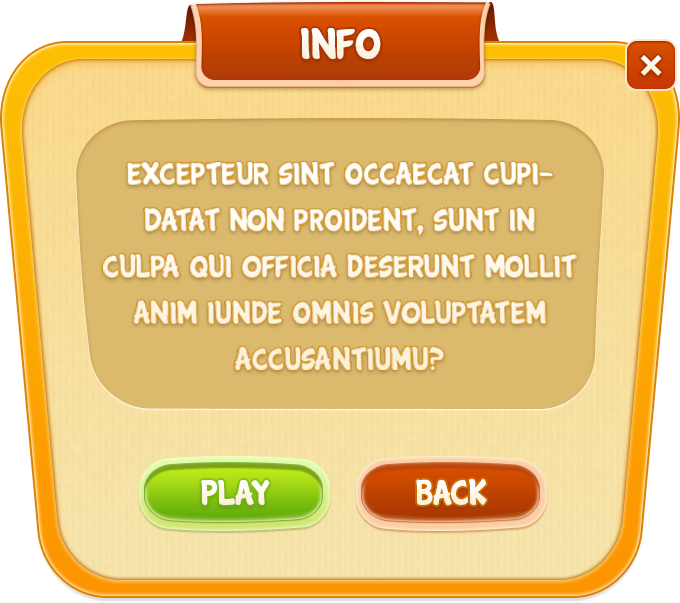 INFO
EXCEPTEUR SINT OCCAECAT CUPI-
DATAT NON PROIDENT, SUNT IN
CULPA QUI OFFICIA DESERUNT MOLLIT
ANIM IUNDE OMNIS VOLUPTATEM
ACCUSANTIUMU?
PLAY BACK